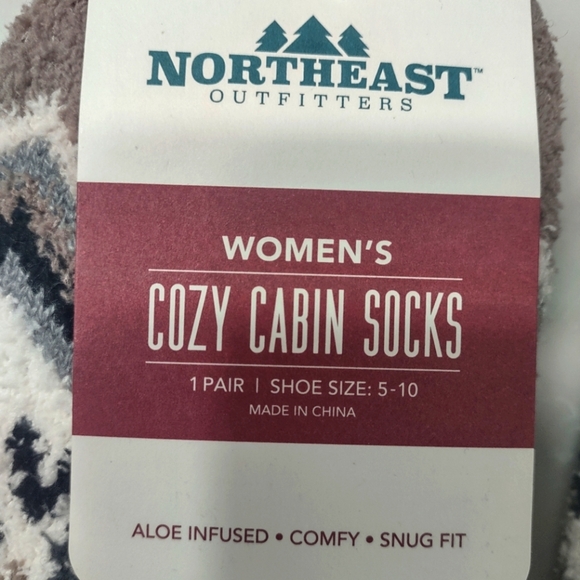 NORTHEAST™
OUTFITTERS
WOMEN'S
COZY CABIN SOCKS
1 PAIR | SHOE SIZE: 5-10
MADE IN CHINA
ALOE INFUSED • COMFY • SNUG FIT